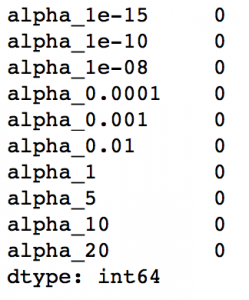 alpha_1e-15 0
alpha_1e-10 0
alpha_1e-08 0
alpha_0.0001 0
alpha_0.001 0
alpha_0.01 0
alpha_1 0
alpha_5 0
alpha_10 0
alpha_20 0
dtype: int64